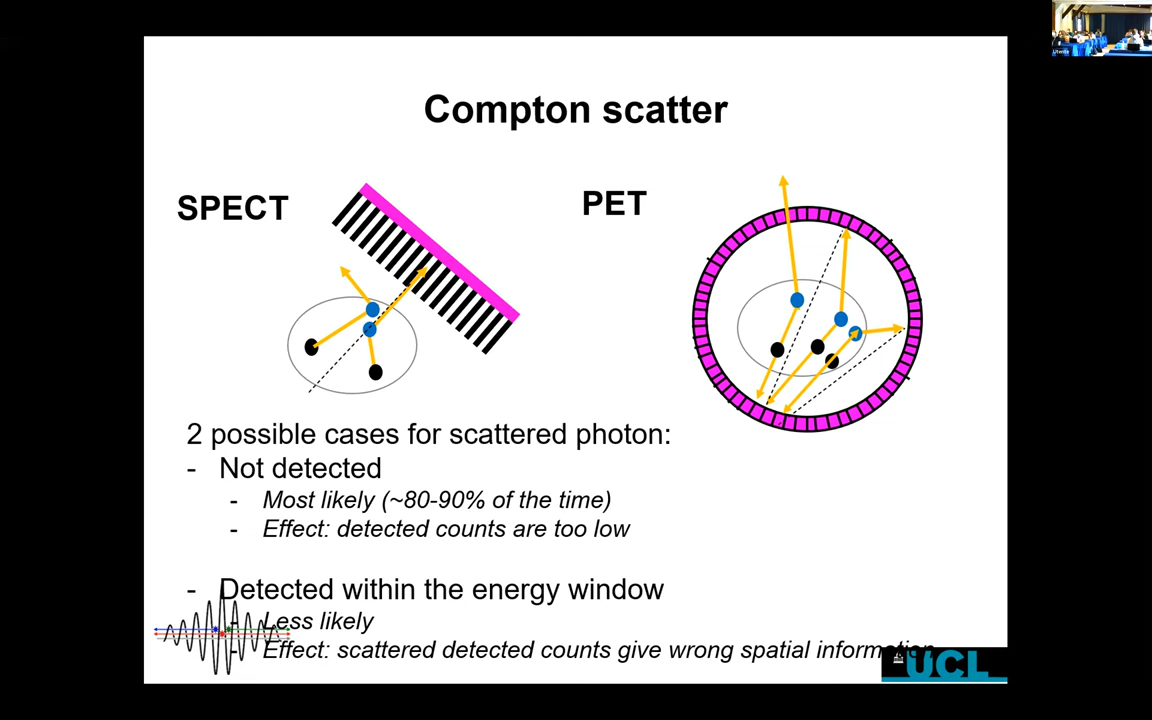 Compton scatter
SPECT
PET
2 possible cases for scattered photon:
- Not detected
- Most likely (~80-90% of the time)
- Effect: detected counts are too low
- Detected within the energy window
- Less likely
- Effect: scattered detected counts give wrong spatial information
UCL